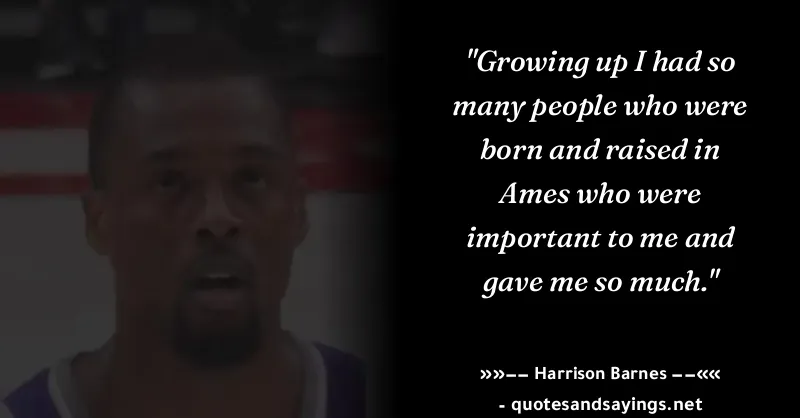 "Growing up I had so
many people who were
born and raised in
Ames who were
important to me and
gave me so much."
»»−− Harrison Barnes −−««
- quotesandsayings.net